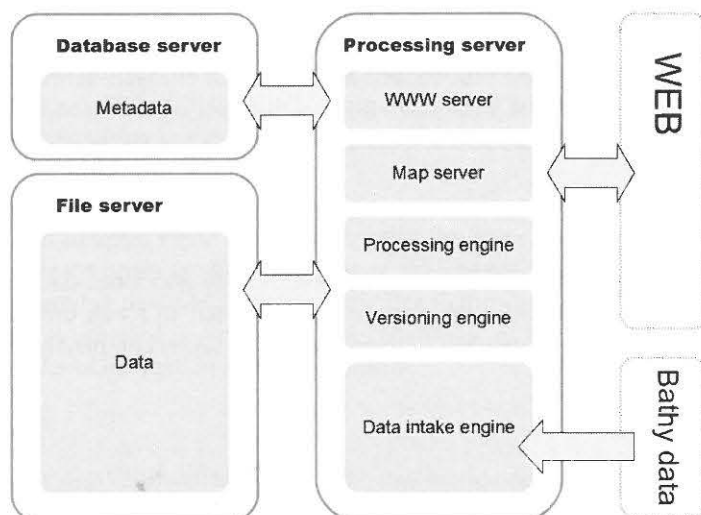 Database server
Metadata
File server
Data
Processing server
WWW server
Map server
Processing engine
Versioning engine
Data intake engine
WEB
Bathy data